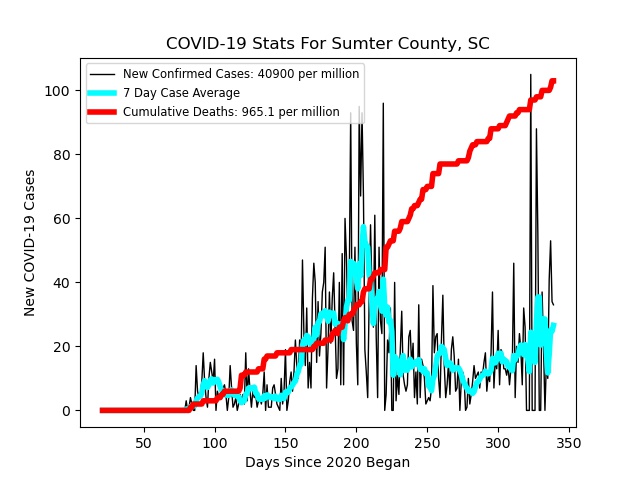 COVID-19 Stats For Sumter County, SC
New Confirmed Cases: 40900 per million
7 Day Case Average
Cumulative Deaths: 965.1 per million
New COVID-19 Cases
100
80
60
40
20
0
50 100 150 200 250 300 350
Days Since 2020 Began